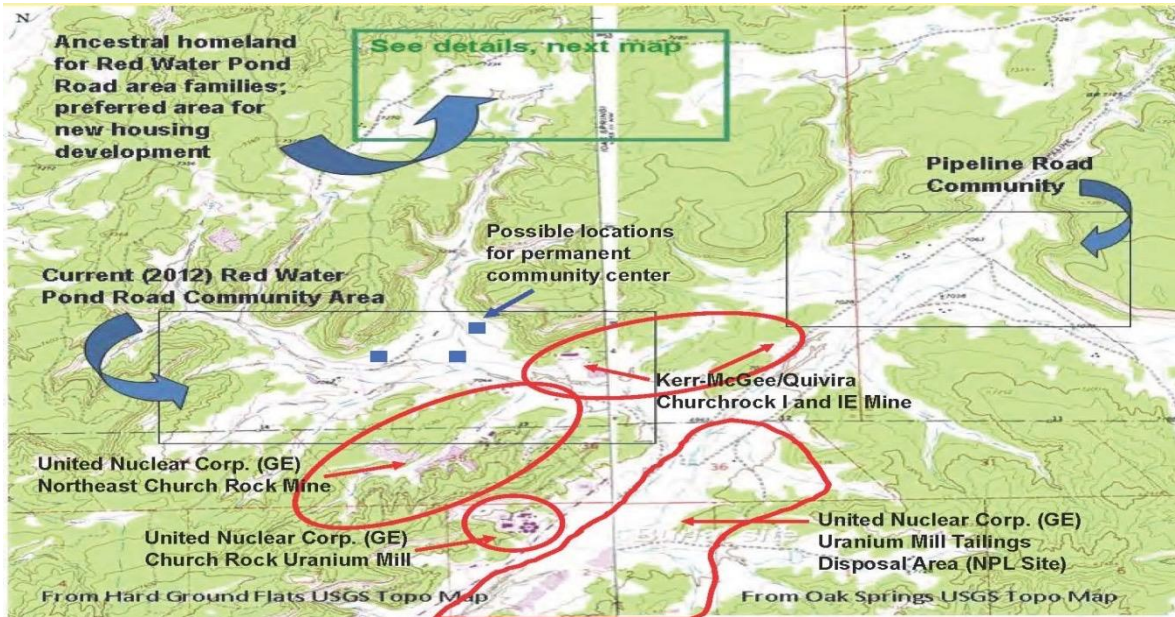 N
Ancestral homeland
for Red Water Pond
Road area families;
preferred area for
new housing
development
See details, next map
Pipeline Road
Community
Possible locations
for permanent
community center
Current (2012) Red Water
Pond Road Community Area
Kerr-McGee/Quivira
Churchrock I and IE Mine
United Nuclear Corp. (GE)
Northeast Church Rock Mine
36
36
31
United Nuclear Corp. (GE)
Church Rock Uranium Mill
United Nuclear Corp. (GE)
Uranium Mill Tailings
Disposal Area (NPL Site)
From Hard Ground Flats USGS Topo Map
From Oak Springs USGS Topo Map